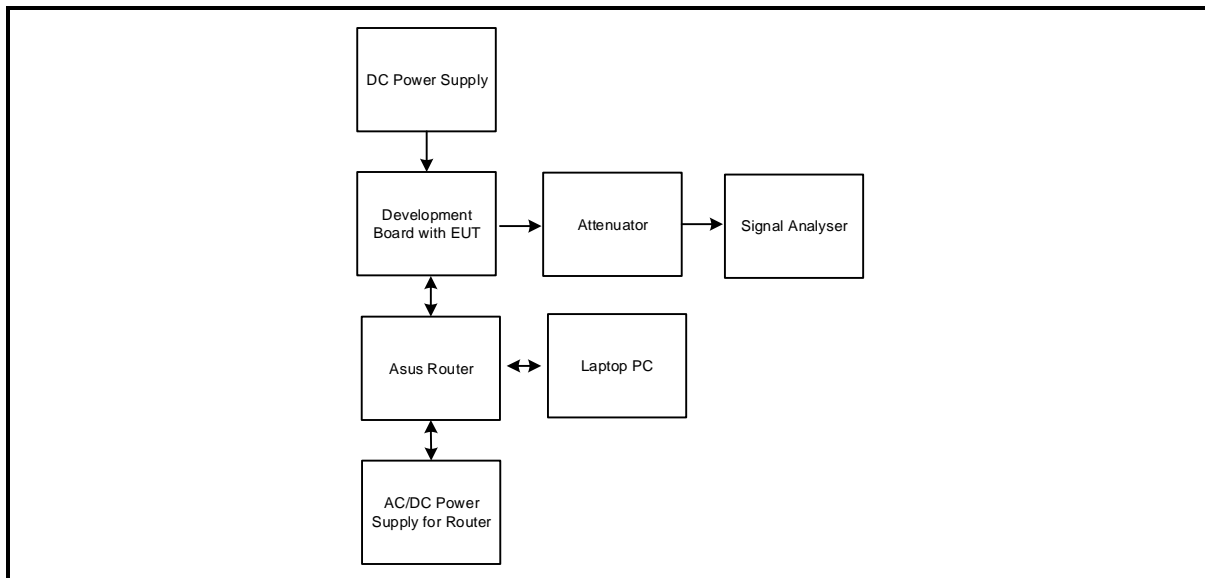 DC Power Supply
Development
Board with EUT
Attenuator
Signal Analyser
Asus Router
Laptop PC
AC/DC Power
Supply for Router